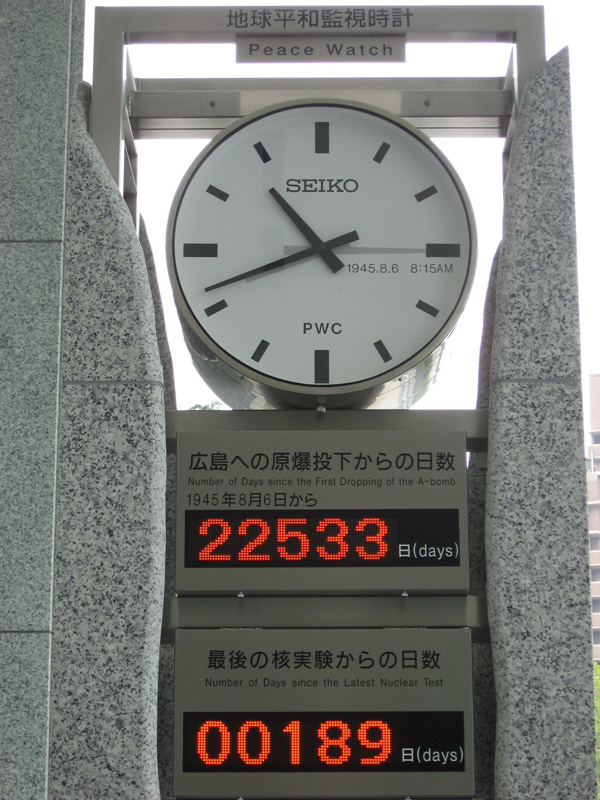 地球平和監視時計
Peace Watch
SEIKO
1945.8.6 8:15AM
PWC
広島への原爆投下からの日数
Number of Days since the First Dropping of the A-bomb
1945年8月6日から
22533 日(days)
最後の核実験からの日数
Number of Days since the Latest Nuclear Test
00189 日(days)